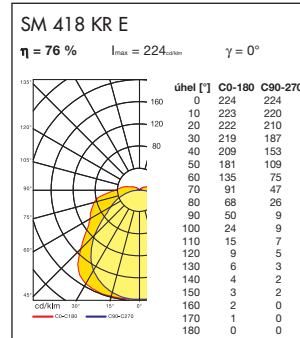 SM 418 KR E
η = 76 % Imax = 224cd/klm γ = 0°
135°
120°
105°
90°
75°
60°
45°
160
120
80
cd/klm 30° 15° 0°
C0-C180 C90-C270
úhel [°] C0-180 C90-270
0 224 224
10 223 220
20 222 210
30 219 187
40 209 153
50 181 109
60 135 75
70 91 47
80 68 26
90 50 9
100 24 9
110 15 7
120 9 5
130 6 3
140 4 2
150 3 2
160 2 0
170 1 0
180 0 0